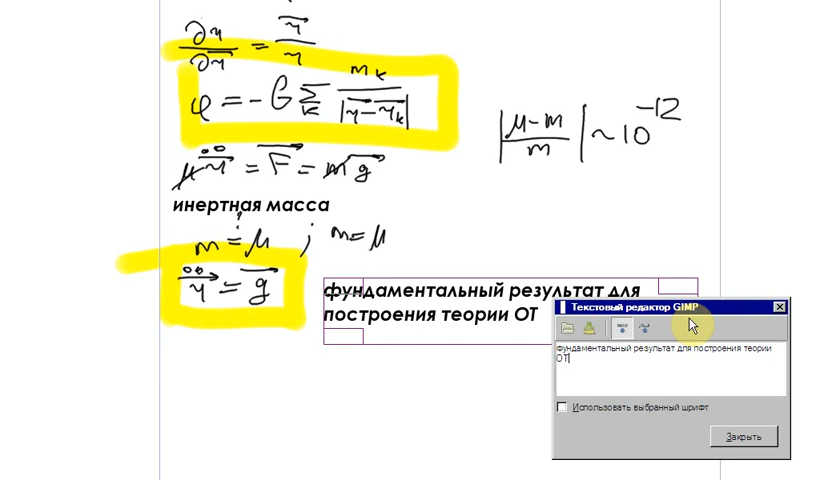 ∂r/∂r⃗ = r⃗/r
φ = -G Σ_k m_k/|r⃗-r⃗_k|
|μ-m/m| ~ 10^-12
μr̈⃗ = F⃗ = mg⃗
инертная масса
m =? μ ; m = μ
r̈⃗ = g⃗
фундаментальный результат для
построения теории ОТ
Текстовый редактор GIMP
фундаментальный результат для построения теории
ОТ
Использовать выбранный шрифт
Закрыть